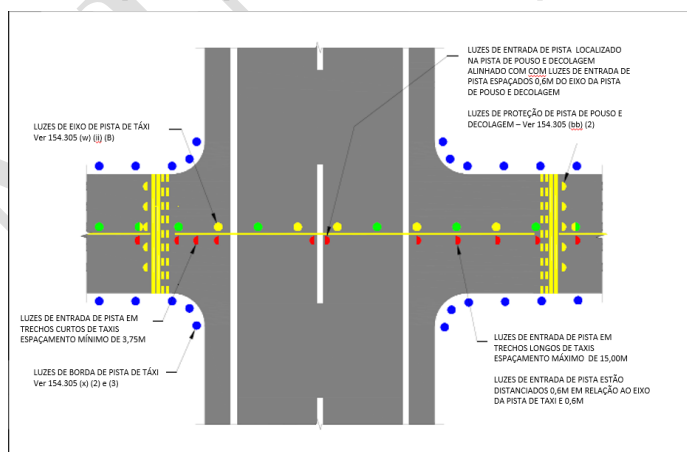 LUZES DE ENTRADA DE PISTA LOCALIZADO
NA PISTA DE POUSO E DECOLAGEM
ALINHADO COM COM LUZES DE ENTRADA DE
PISTA ESPAÇADOS 0,6M DO EIXO DA PISTA
DE POUSO E DECOLAGEM
LUZES DE PROTEÇÃO DE PISTA DE POUSO E
DECOLAGEM – Ver 154.305 (bb) (2)
LUZES DE EIXO DE PISTA DE TÁXI
Ver 154.305 (w) (ii) (B)
LUZES DE ENTRADA DE PISTA EM
TRECHOS CURTOS DE TAXIS
ESPAÇAMENTO MÍNIMO DE 3,75M
LUZES DE BORDA DE PISTA DE TÁXI
Ver 154.305 (x) (2) e (3)
LUZES DE ENTRADA DE PISTA EM
TRECHOS LONGOS DE TAXIS
ESPAÇAMENTO MÁXIMO DE 15,00M
LUZES DE ENTRADA DE PISTA ESTÃO
DISTANCIADOS 0,6M EM RELAÇÃO AO EIXO
DA PISTA DE TAXI E 0,6M